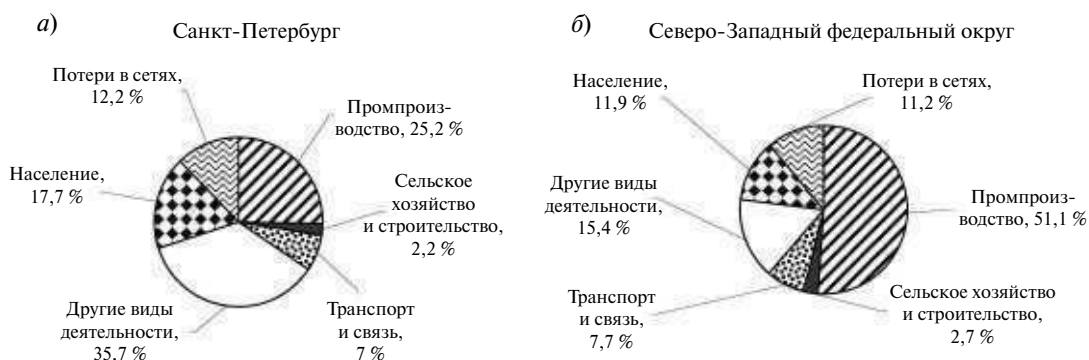 а)
Санкт-Петербург
Потери в сетях,
12,2 %
Промпроиз-
водство, 25,2 %
Население,
17,7 %
Сельское
хозяйство
и строительство,
2,2 %
Другие виды
деятельности,
35,7 %
Транспорт
и связь,
7 %
б)
Северо-Западный федеральный округ
Население,
11,9 %
Потери в сетях,
11,2 %
Другие виды
деятельности,
15,4 %
Промпроиз-
водство, 51,1 %
Транспорт
и связь,
7,7 %
Сельское хозяйство
и строительство,
2,7 %